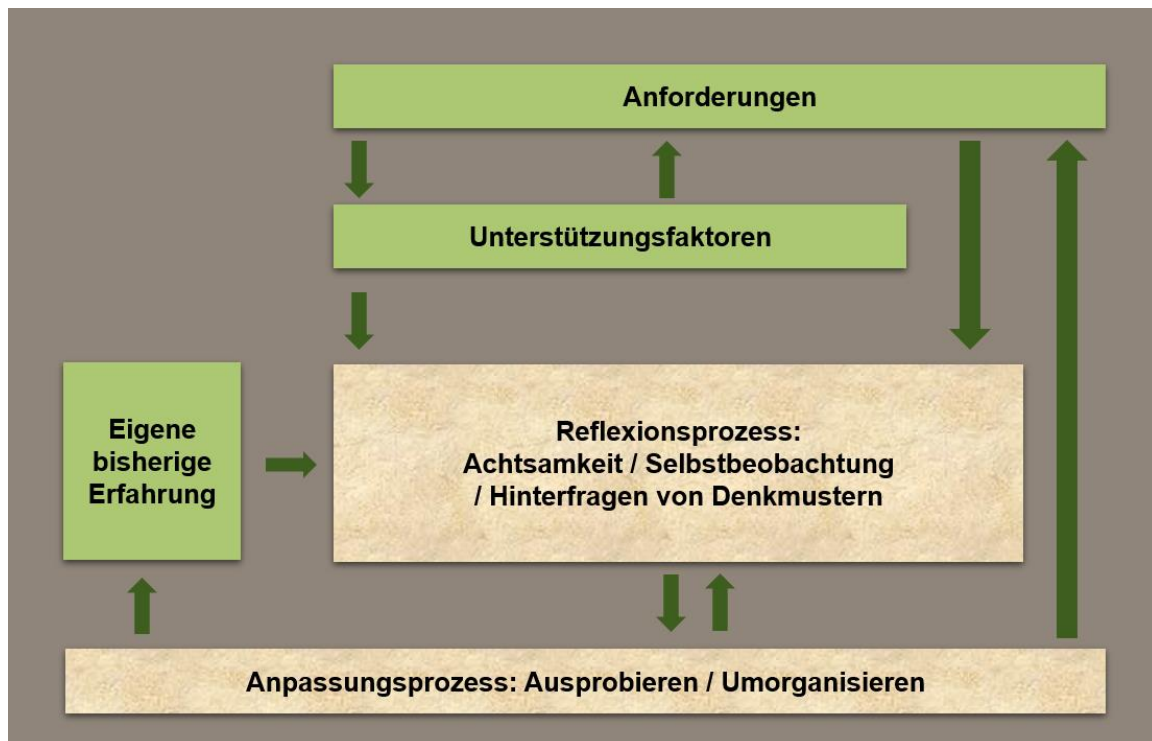 Anforderungen
Unterstützungsfaktoren
Eigene
bisherige
Erfahrung
Reflexionsprozess:
Achtsamkeit / Selbstbeobachtung
/ Hinterfragen von Denkmustern
Anpassungsprozess: Ausprobieren / Umorganisieren